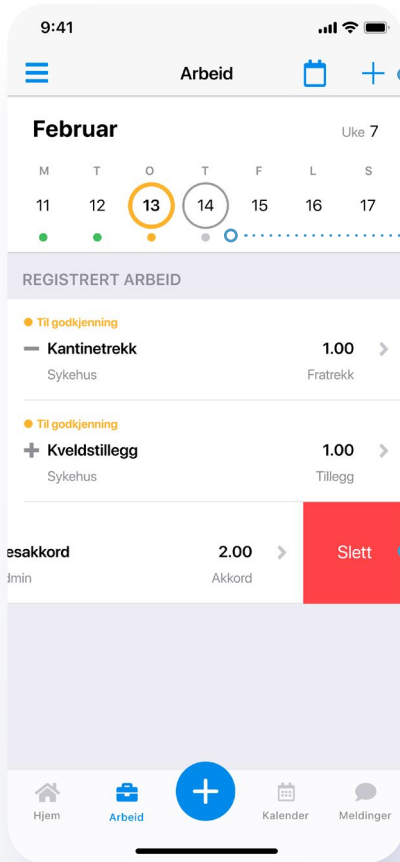 9:41
Arbeid
Februar
Uke 7
M T O T F L S
11 12 13 14 15 16 17
REGISTRERT ARBEID
Til godkjenning
Kantinetrekk 1.00
Sykehus Fratrekk
Til godkjenning
Kveldstillegg 1.00
Sykehus Tillegg
esakkord 2.00 Slett
dmin Akkord
Hjem Arbeid Kalender Meldinger